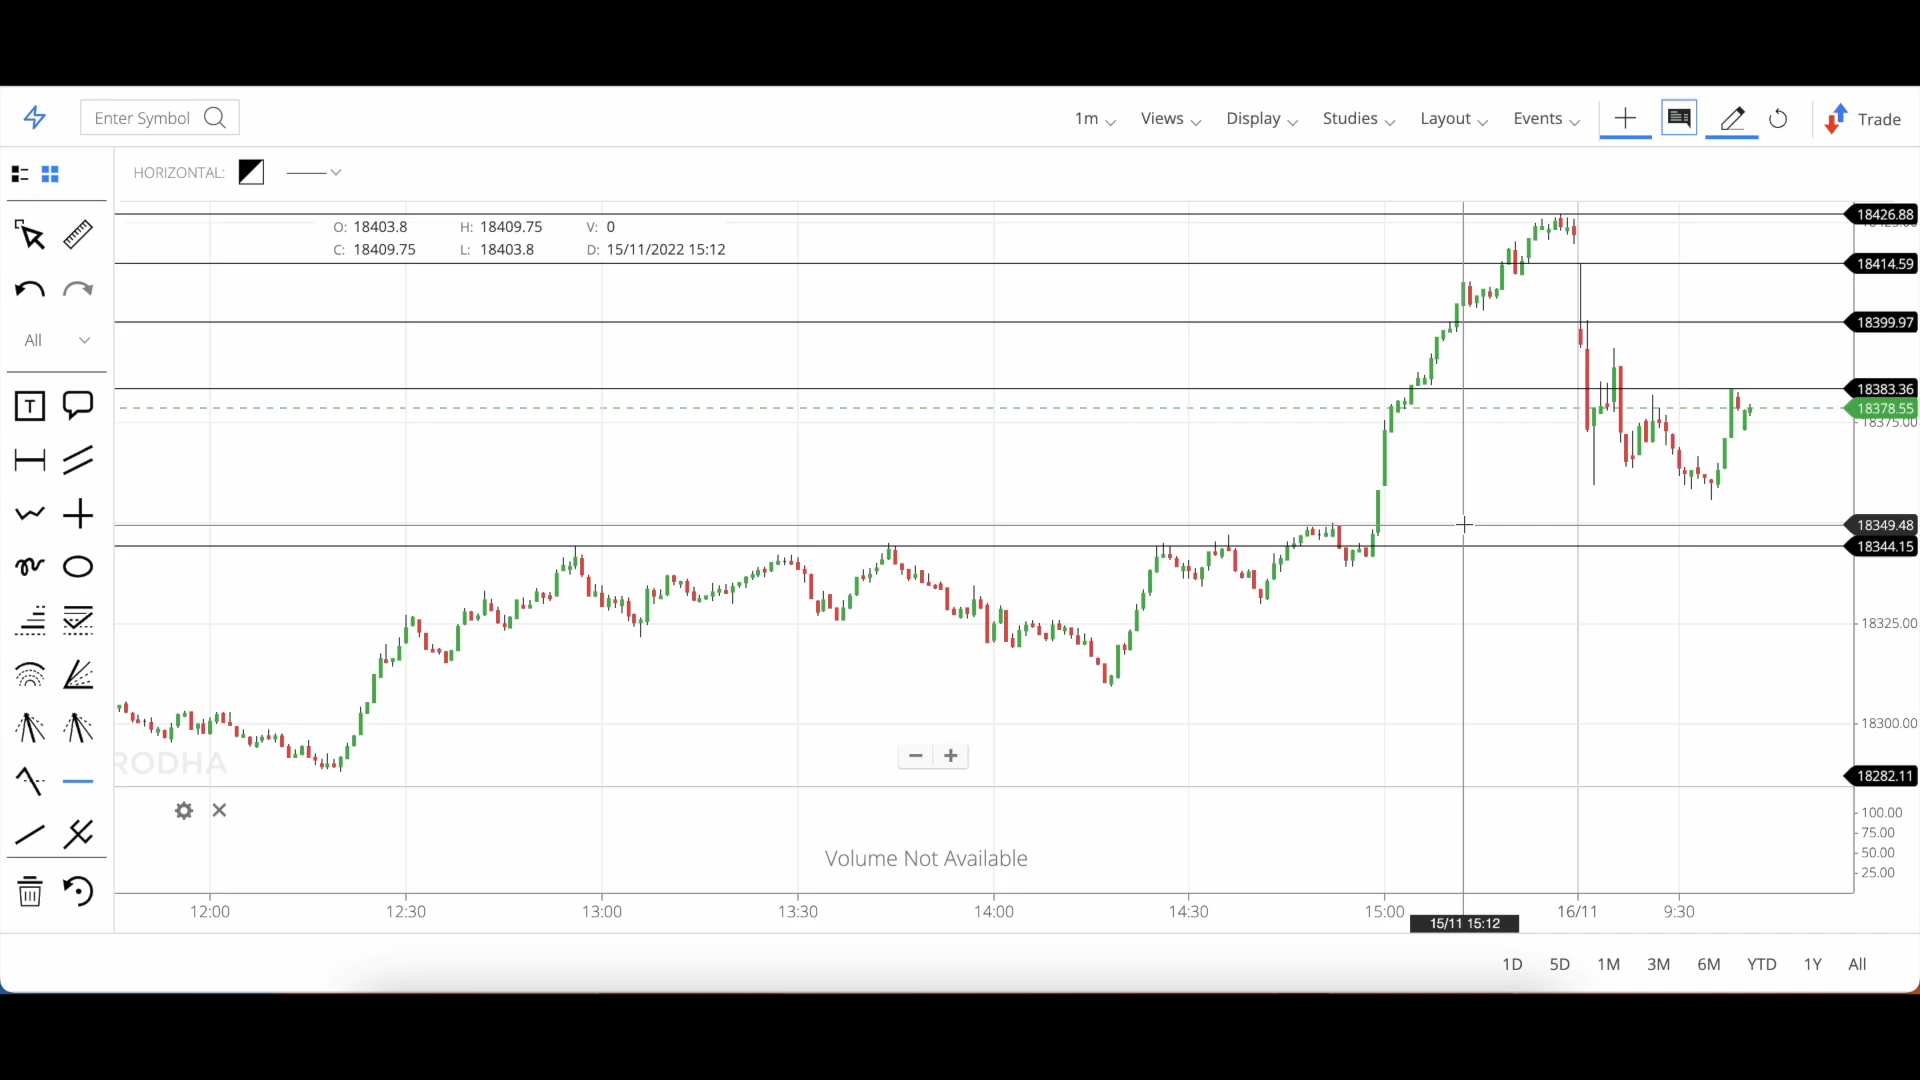 Enter Symbol
1m Views Display Studies Layout Events Trade
HORIZONTAL:
O: 18403.8 H: 18409.75 V: 0
C: 18409.75 L: 18403.8 D: 15/11/2022 15:12
All
T
18426.88
18414.59
18399.97
18383.36
18378.55
18375.00
18349.48
18344.15
18325.00
18300.00
18282.11
RODHA
100.00
75.00
50.00
25.00
Volume Not Available
12:00 12:30 13:00 13:30 14:00 14:30 15:00 16/11 9:30
15/11 15:12
1D 5D 1M 3M 6M YTD 1Y All